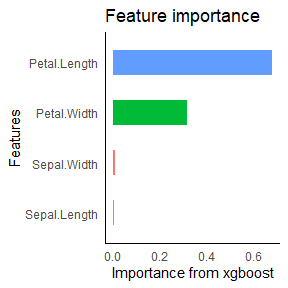 Feature importance
Features
Petal.Length
Petal.Width
Sepal.Width
Sepal.Length
0.0 0.2 0.4 0.6
Importance from xgboost